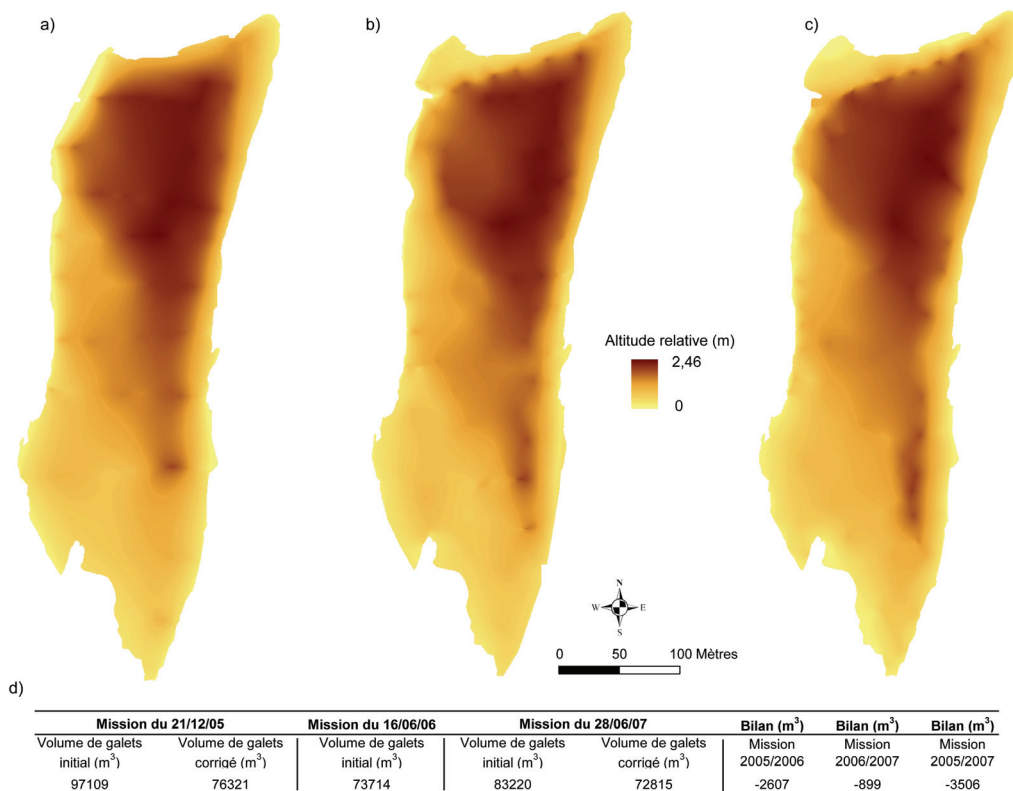 a)
b)
c)
Altitude relative (m)
2,46
0
N
W
E
S
0 50 100 Mètres
d)
Mission du 21/12/05 Mission du 16/06/06 Mission du 28/06/07 Bilan (m³) Bilan (m³) Bilan (m³)
Volume de galets Volume de galets Volume de galets Volume de galets Volume de galets Mission Mission Mission
initial (m³) corrigé (m³) initial (m³) initial (m³) corrigé (m³) 2005/2006 2006/2007 2005/2007
97109 76321 73714 83220 72815 -2607 -899 -3506